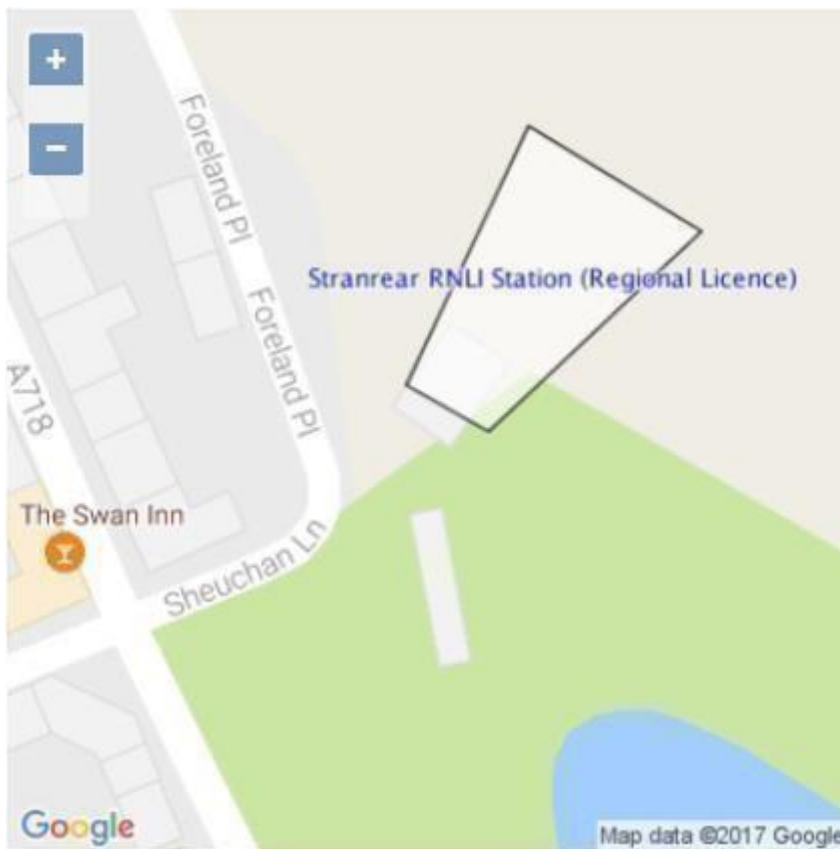 +
−
Foreland Pl
Stranrear RNLI Station (Regional Licence)
Foreland Pl
A718
The Swan Inn
Sheuchan Ln
Google
Map data ©2017 Google